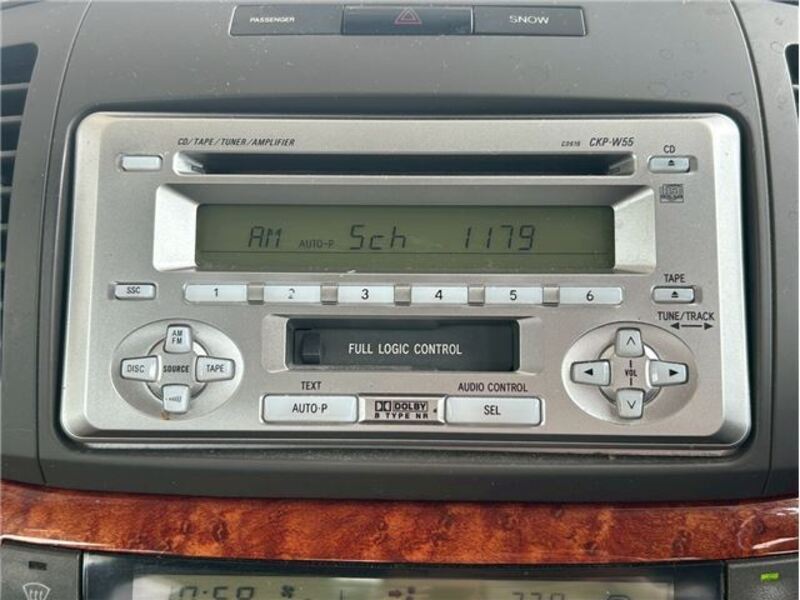 PASSENGER
SNOW
CD/TAPE/TUNER/AMPLIFIER
CKP-W55
CD
AM AUTO-P 5ch 1179
SSC
1 2 3 4 5 6
TAPE
TUNE/TRACK
AM
FM
DISC SOURCE TAPE
FULL LOGIC CONTROL
VOL
TEXT
AUDIO CONTROL
AUTO·P
DOLBY
B TYPE NR
SEL